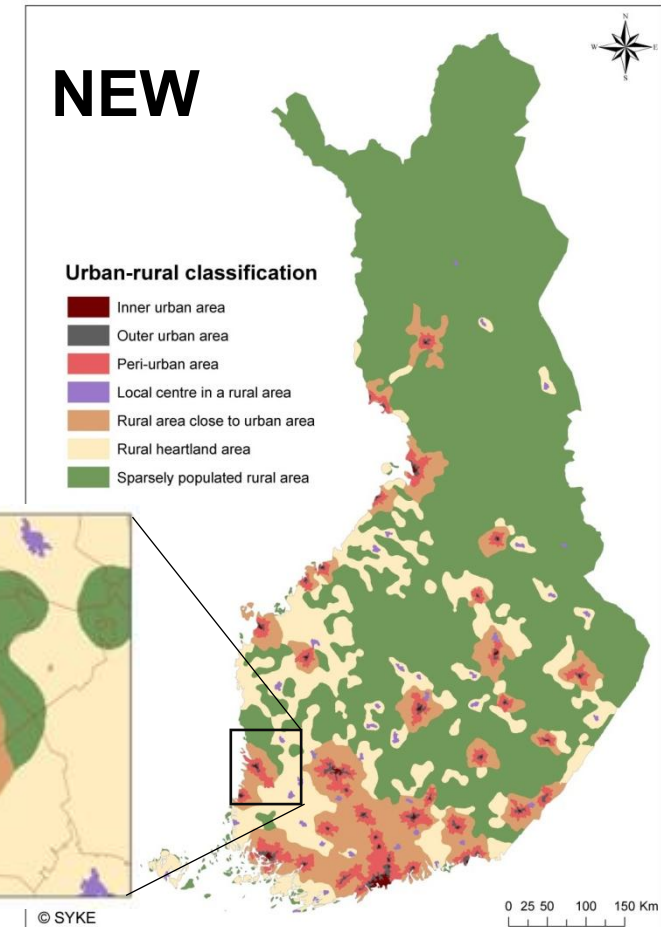 NEW
N
W E
S
Urban-rural classification
Inner urban area
Outer urban area
Peri-urban area
Local centre in a rural area
Rural area close to urban area
Rural heartland area
Sparsely populated rural area
© SYKE
0 25 50 100 150 Km